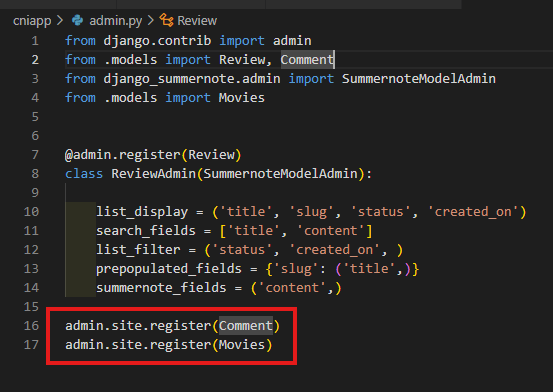 cniapp > admin.py > Review
1 from django.contrib import admin
2 from .models import Review, Comment
3 from django_summernote.admin import SummernoteModelAdmin
4 from .models import Movies
5
6
7 @admin.register(Review)
8 class ReviewAdmin(SummernoteModelAdmin):
9
10     list_display = ('title', 'slug', 'status', 'created_on')
11     search_fields = ['title', 'content']
12     list_filter = ('status', 'created_on', )
13     prepopulated_fields = {'slug': ('title',)}
14     summernote_fields = ('content',)
15
16 admin.site.register(Comment)
17 admin.site.register(Movies)